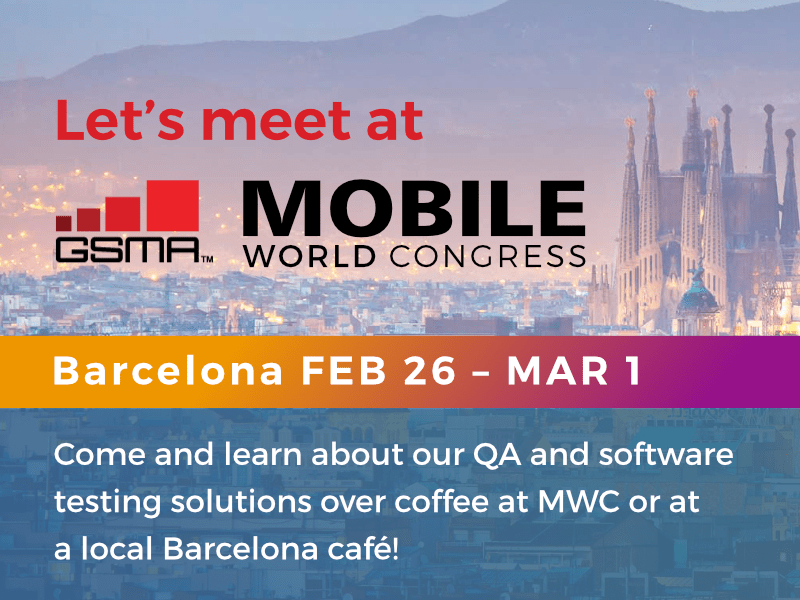 Let’s meet at
GSMA™
MOBILE
WORLD CONGRESS
Barcelona FEB 26 – MAR 1
Come and learn about our QA and software
testing solutions over coffee at MWC or at
a local Barcelona café!